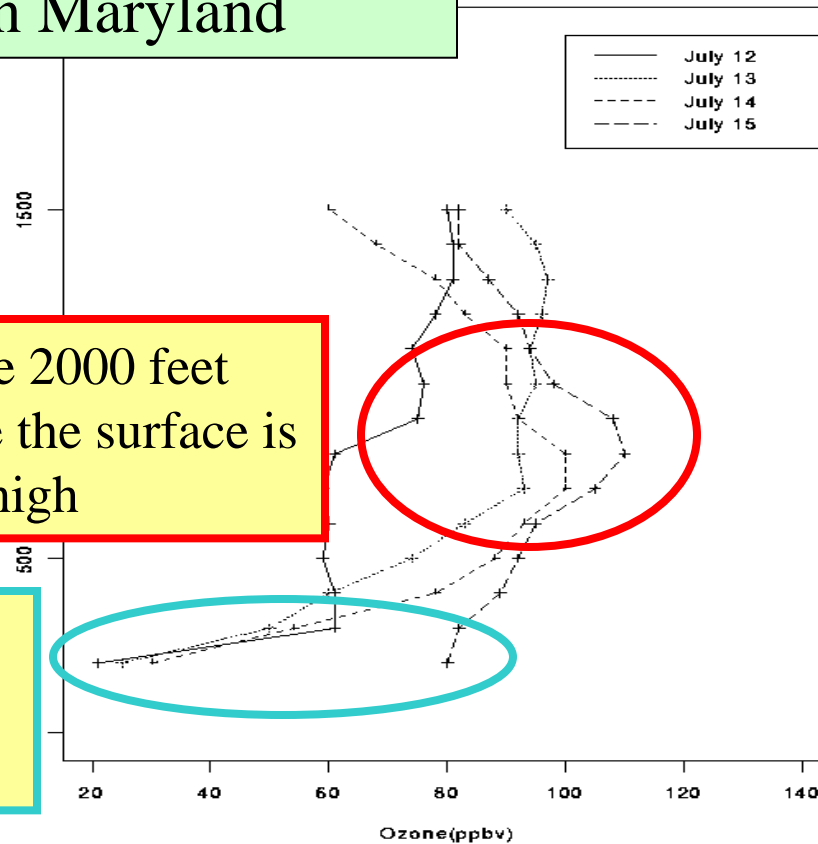 n Maryland
July 12
July 13
July 14
July 15
1500
e 2000 feet
e the surface is
high
500
20 40 60 80 100 120 140
Ozone(ppbv)